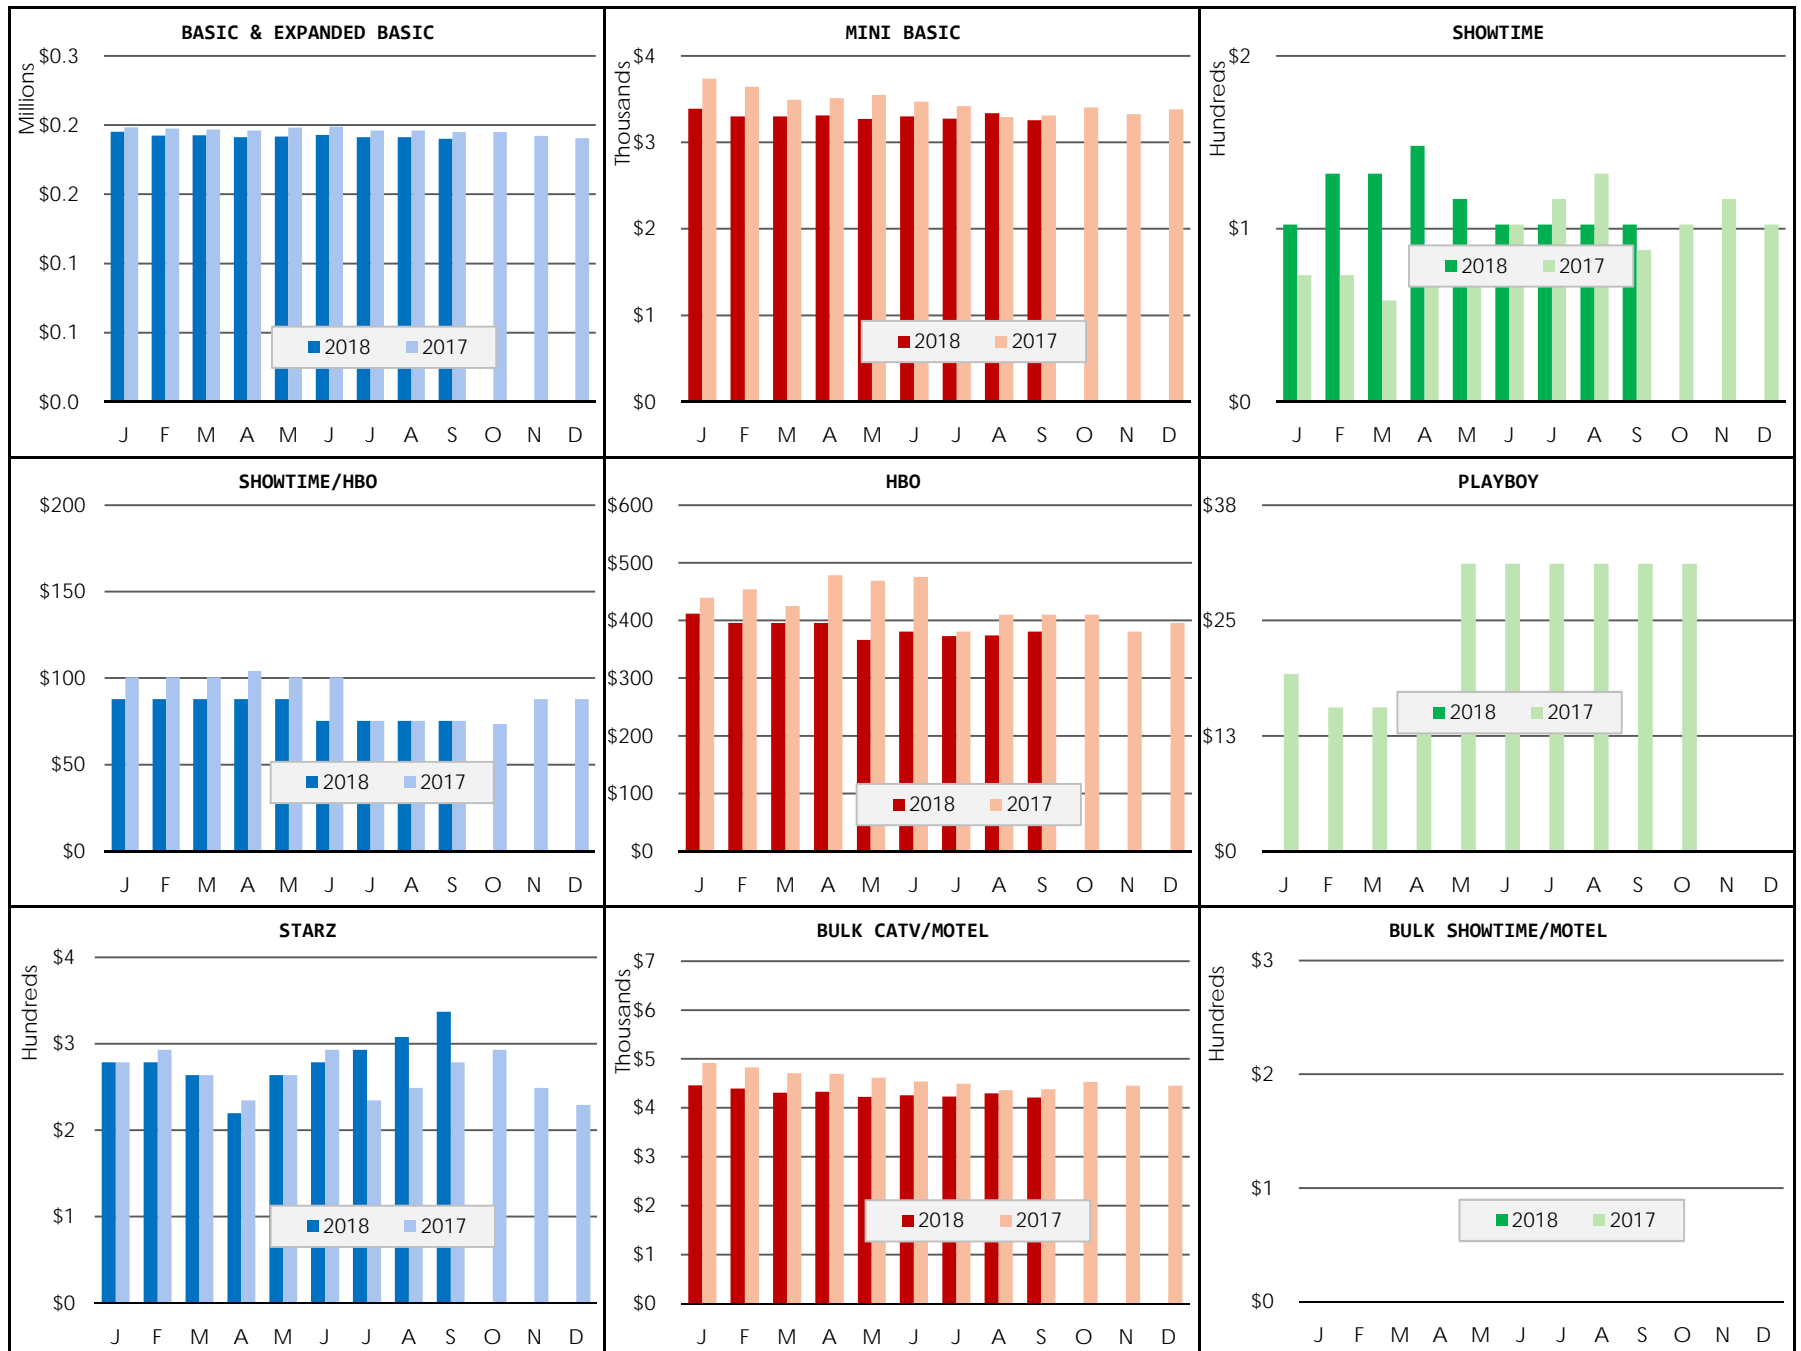 BASIC & EXPANDED BASIC
Millions
$0.3
$0.2
$0.2
$0.1
$0.1
$0.0
2018 2017
J F M A M J J A S O N D
MINI BASIC
Thousands
$4
$3
$2
$1
$0
2018 2017
J F M A M J J A S O N D
SHOWTIME
Hundreds
$2
$1
$0
2018 2017
J F M A M J J A S O N D
SHOWTIME/HBO
$200
$150
$100
$50
$0
2018 2017
J F M A M J J A S O N D
HBO
$600
$500
$400
$300
$200
$100
$0
2018 2017
J F M A M J J A S O N D
PLAYBOY
$38
$25
$13
$0
2018 2017
J F M A M J J A S O N D
STARZ
Hundreds
$4
$3
$2
$1
$0
2018 2017
J F M A M J J A S O N D
BULK CATV/MOTEL
Thousands
$7
$6
$5
$4
$3
$2
$1
$0
2018 2017
J F M A M J J A S O N D
BULK SHOWTIME/MOTEL
Hundreds
$3
$2
$1
$0
2018 2017
J F M A M J J A S O N D